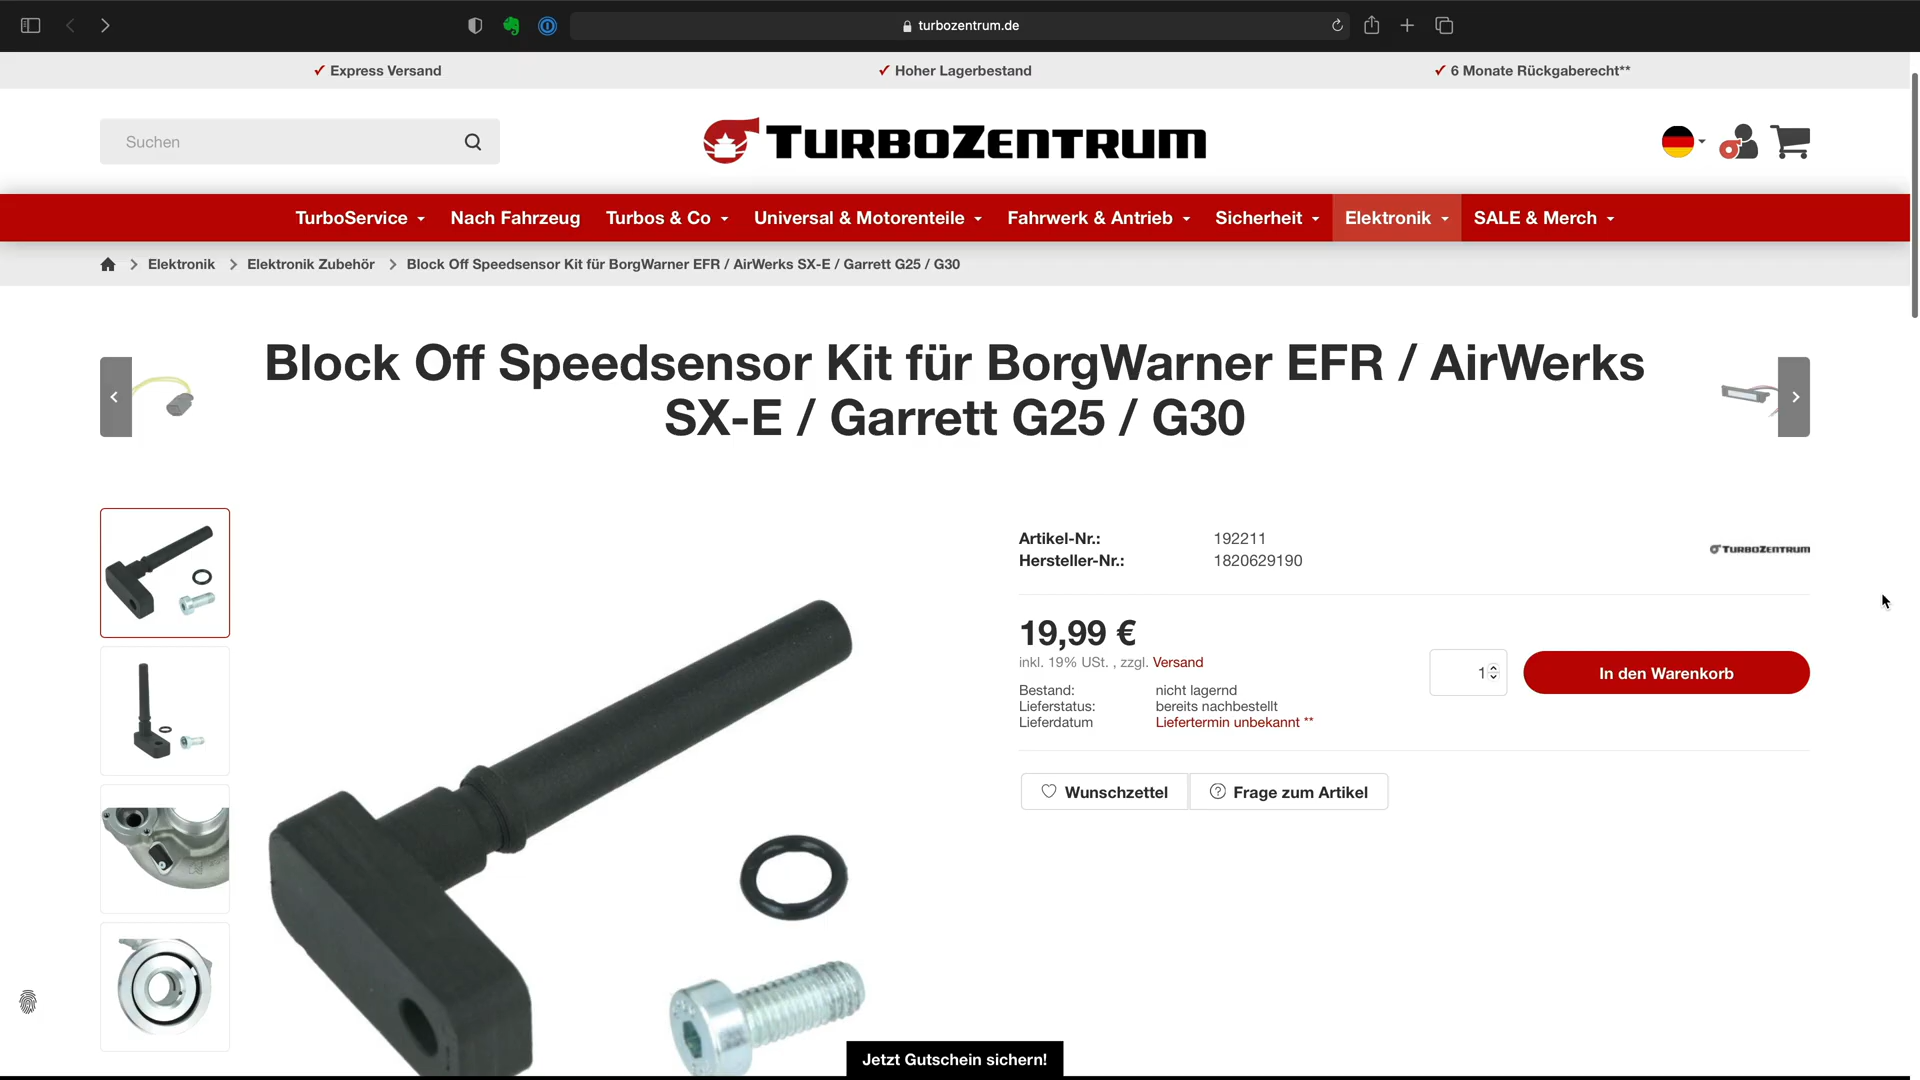 turbozentrum.de
✓ Express Versand
✓ Hoher Lagerbestand
✓ 6 Monate Rückgaberecht**
Suchen
TURBOZENTRUM
TurboService
Nach Fahrzeug
Turbos & Co
Universal & Motorenteile
Fahrwerk & Antrieb
Sicherheit
Elektronik
SALE & Merch
Elektronik
Elektronik Zubehör
Block Off Speedsensor Kit für BorgWarner EFR / AirWerks SX-E / Garrett G25 / G30
Block Off Speedsensor Kit für BorgWarner EFR / AirWerks
SX-E / Garrett G25 / G30
Artikel-Nr.: 192211
Hersteller-Nr.: 1820629190
TURBOZENTRUM
19,99 €
inkl. 19% USt. , zzgl. Versand
Bestand: nicht lagernd
Lieferstatus: bereits nachbestellt
Lieferdatum Liefertermin unbekannt **
1
In den Warenkorb
Wunschzettel
Frage zum Artikel
Jetzt Gutschein sichern!